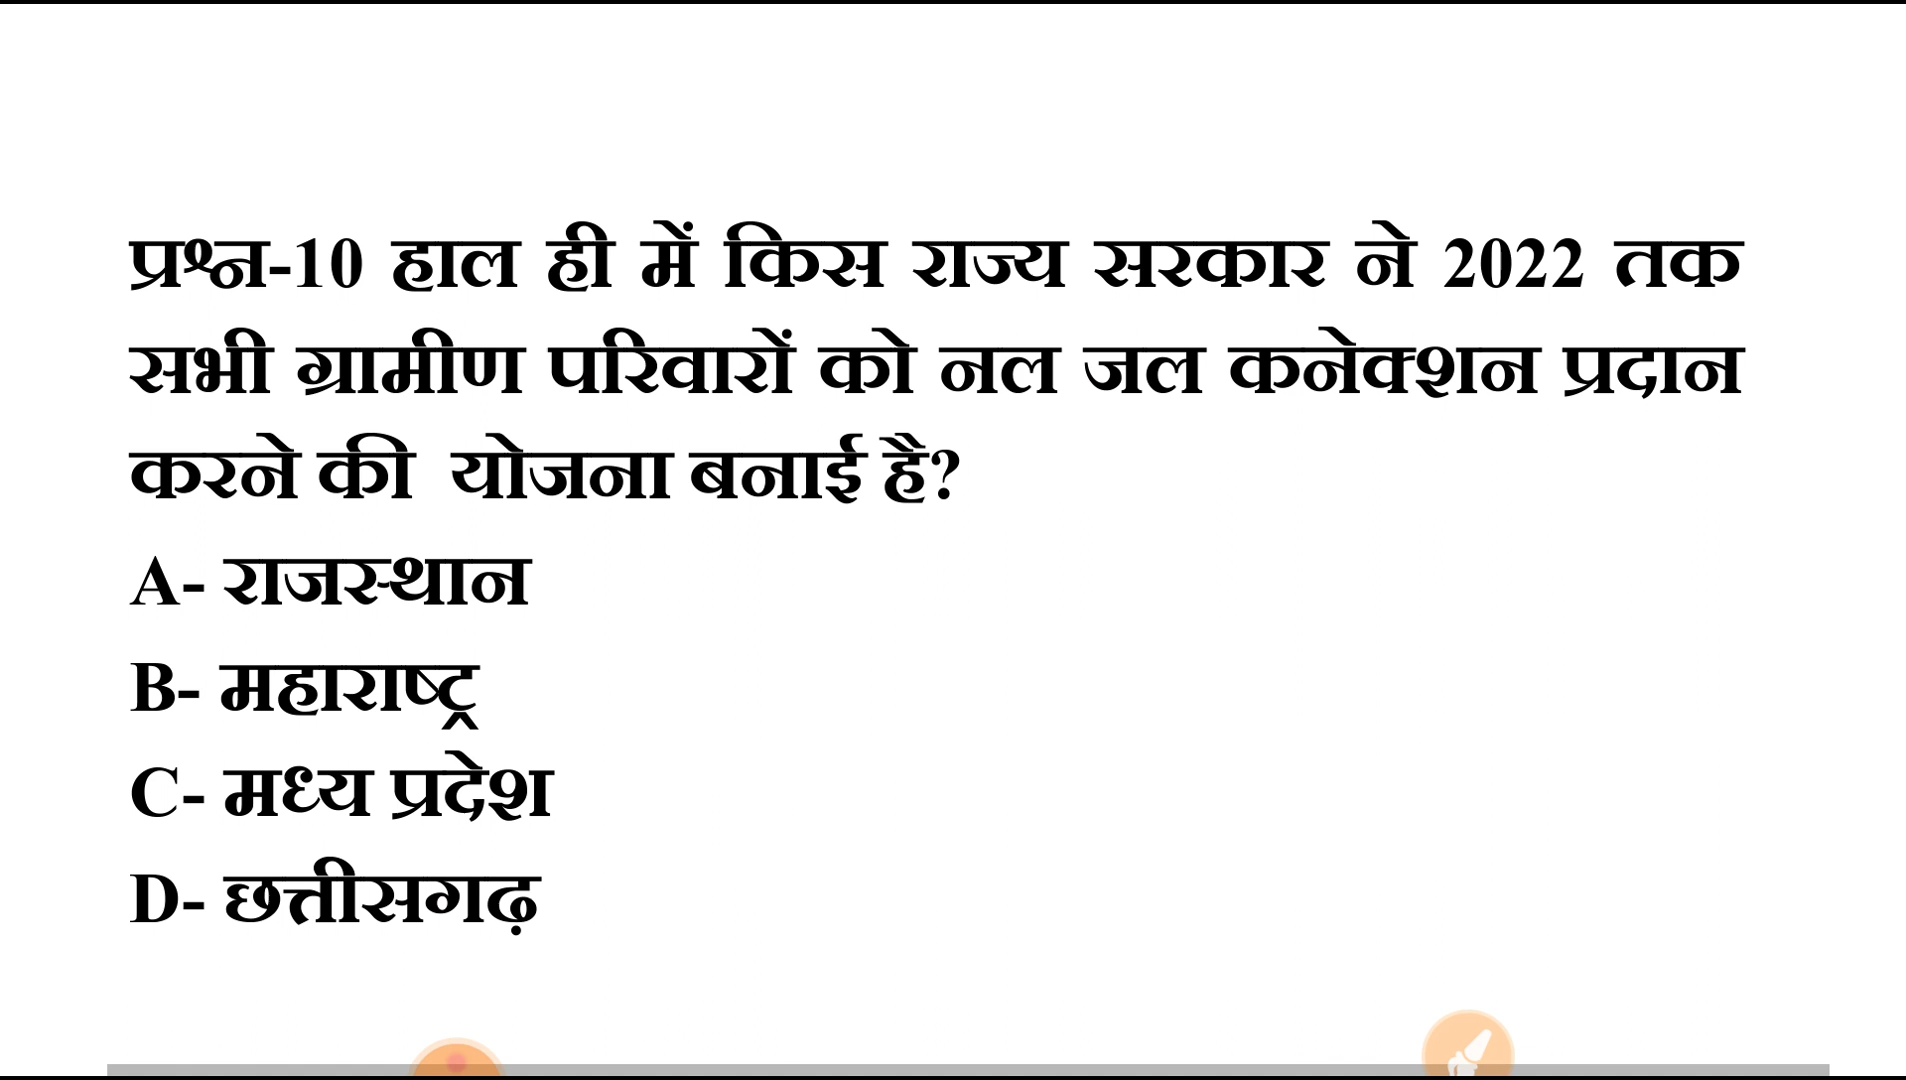 प्रश्न-10 हाल ही में किस राज्य सरकार ने 2022 तक
सभी ग्रामीण परिवारों को नल जल कनेक्शन प्रदान
करने की योजना बनाई है?
A- राजस्थान
B- महाराष्ट्र
C- मध्य प्रदेश
D- छत्तीसगढ़